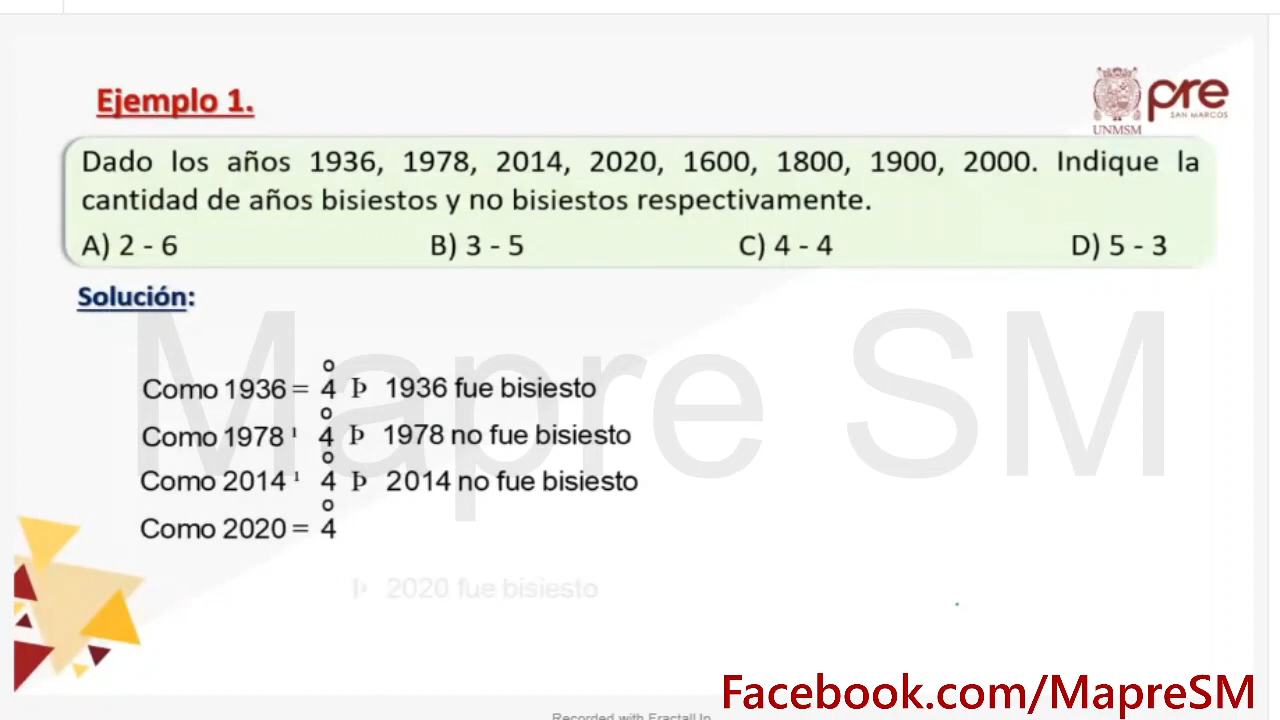 Ejemplo 1.
UNMSM
pre
SAN MARCOS
Dado los años 1936, 1978, 2014, 2020, 1600, 1800, 1900, 2000. Indique la
cantidad de años bisiestos y no bisiestos respectivamente.
A) 2 - 6 B) 3 - 5 C) 4 - 4 D) 5 - 3
Solución:
Mapre SM
o
Como 1936 = 4 Þ 1936 fue bisiesto
o
Como 1978 ¹ 4 Þ 1978 no fue bisiesto
o
Como 2014 ¹ 4 Þ 2014 no fue bisiesto
o
Como 2020 = 4
Þ 2020 fue bisiesto
Facebook.com/MapreSM
Recorded with FractalUp